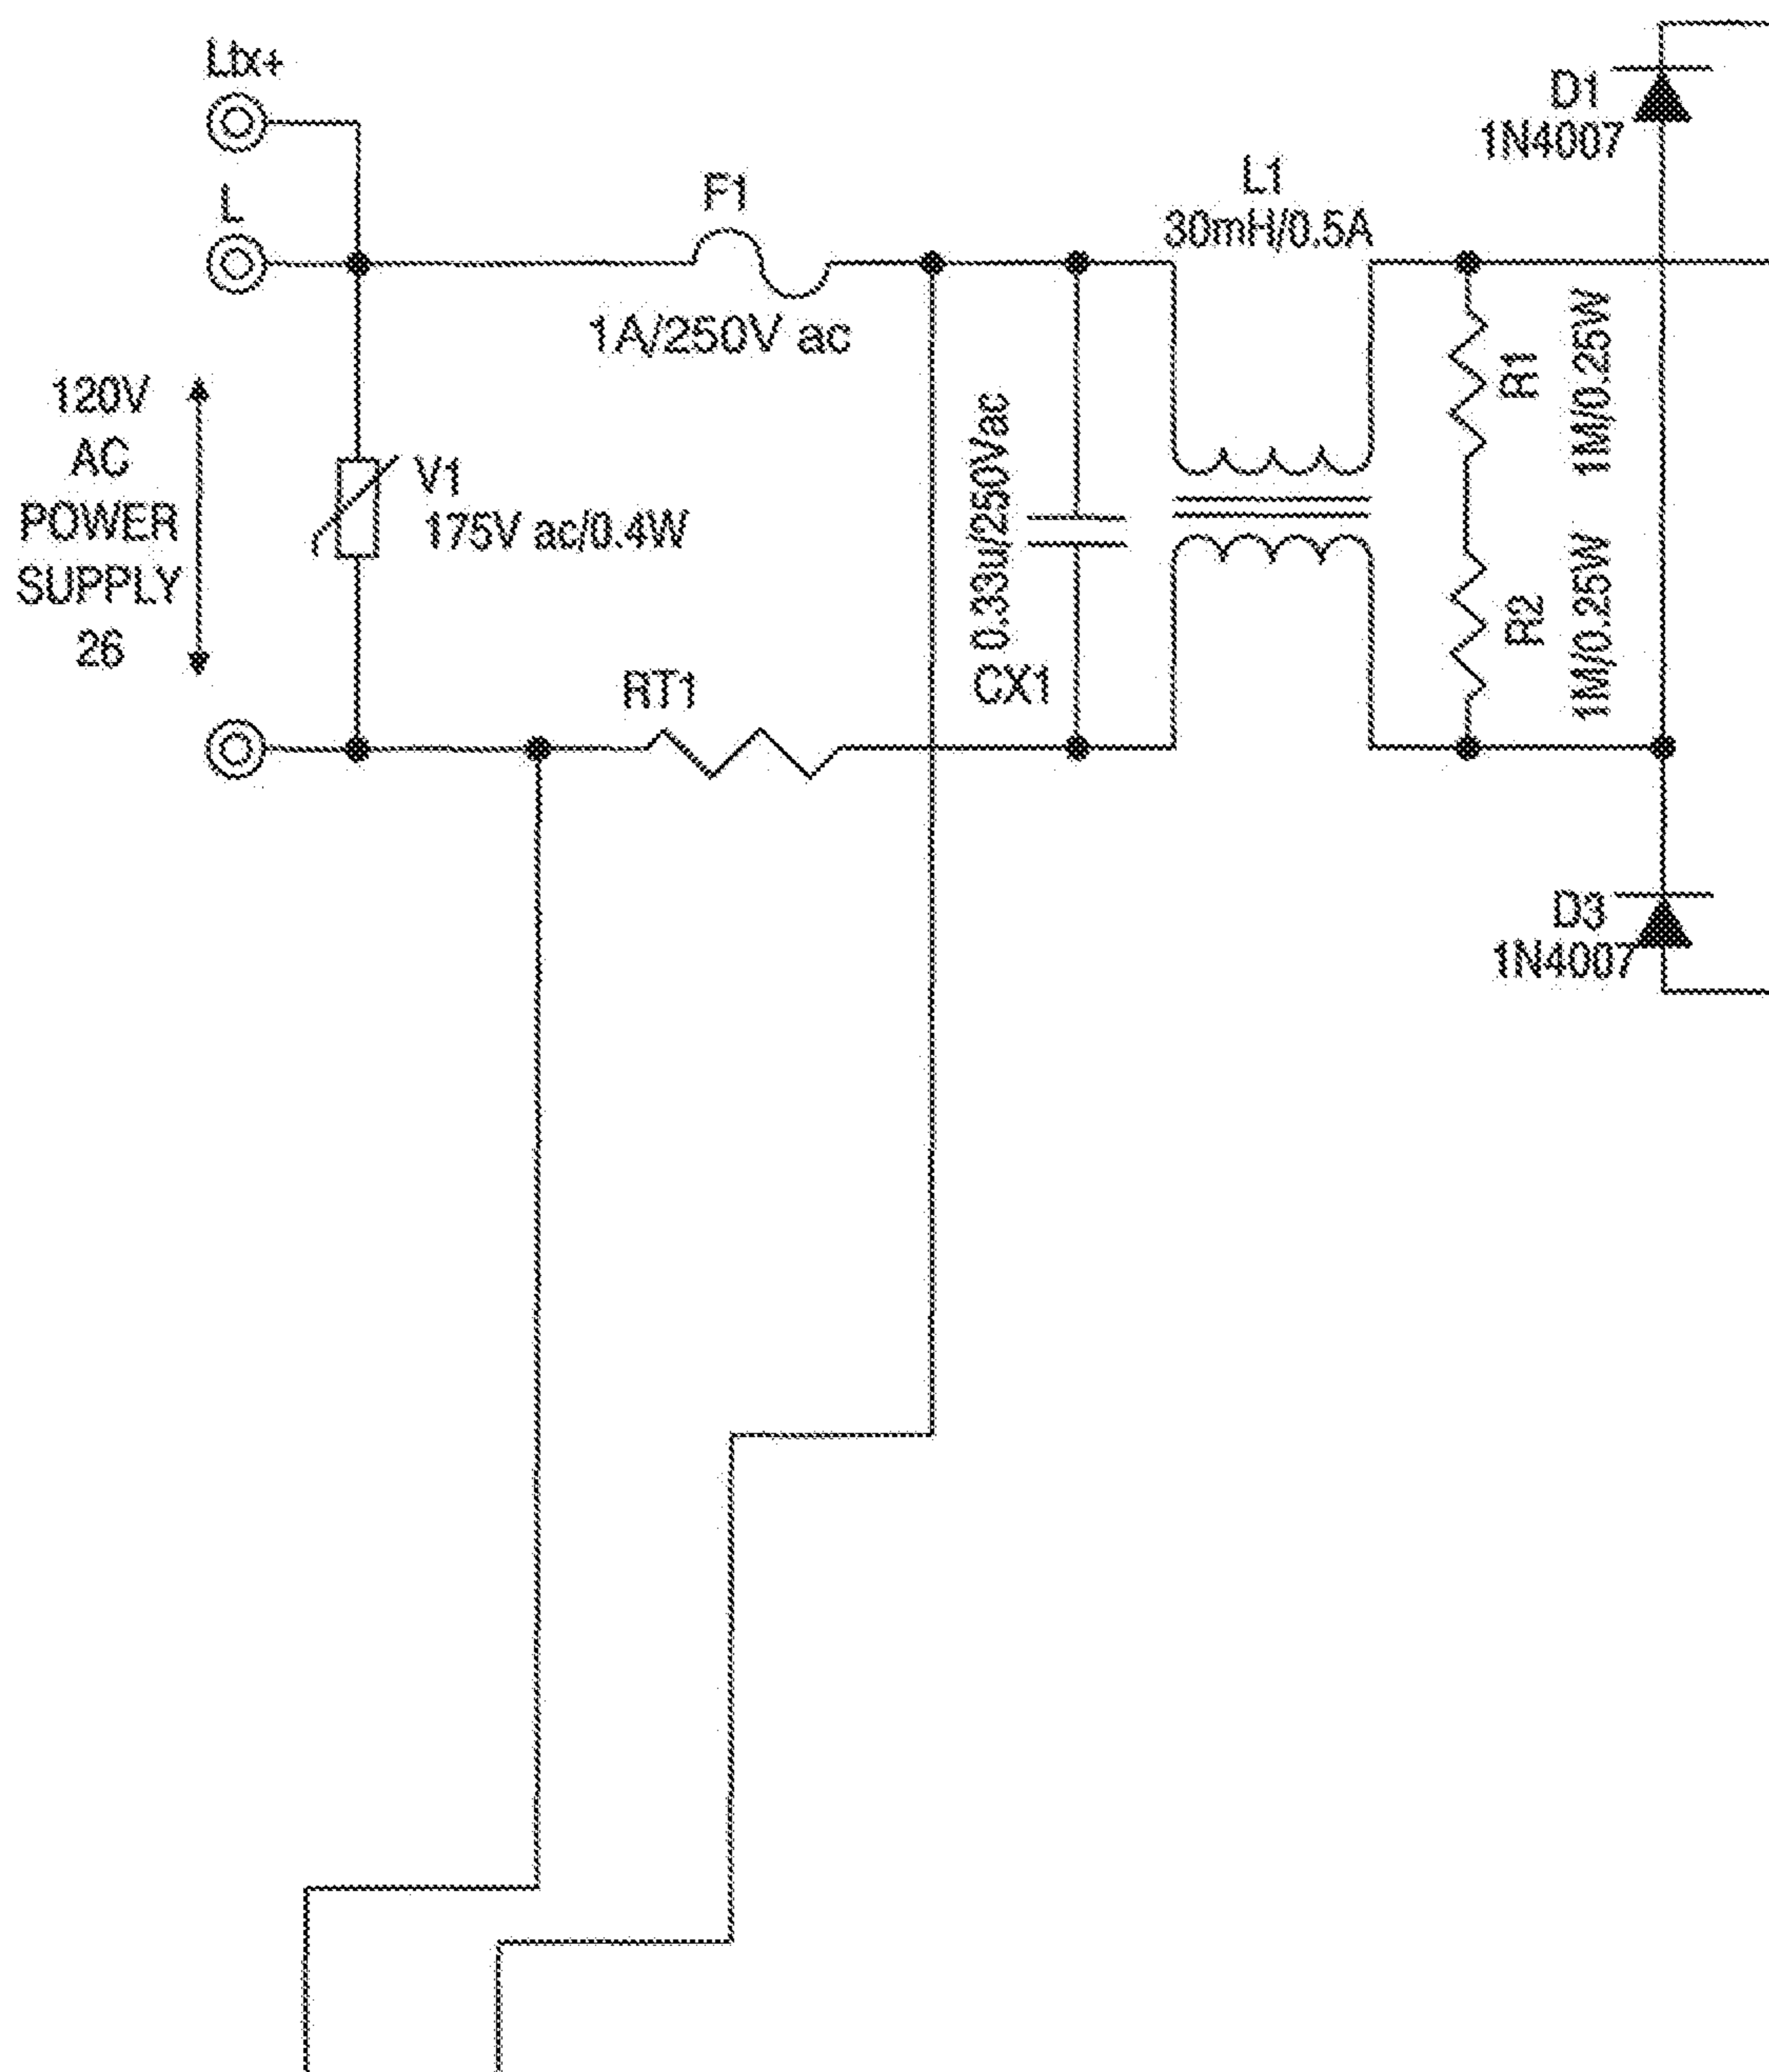 Ltx+
L
120V
AC
POWER
SUPPLY
26
V1
175V ac/0.4W
F1
1A/250V ac
RT1
0.33u/250Vac
CX1
L1
30mH/0.5A
R1
1M/0.25W
R2
1M/0.25W
D1
1N4007
D3
1N4007